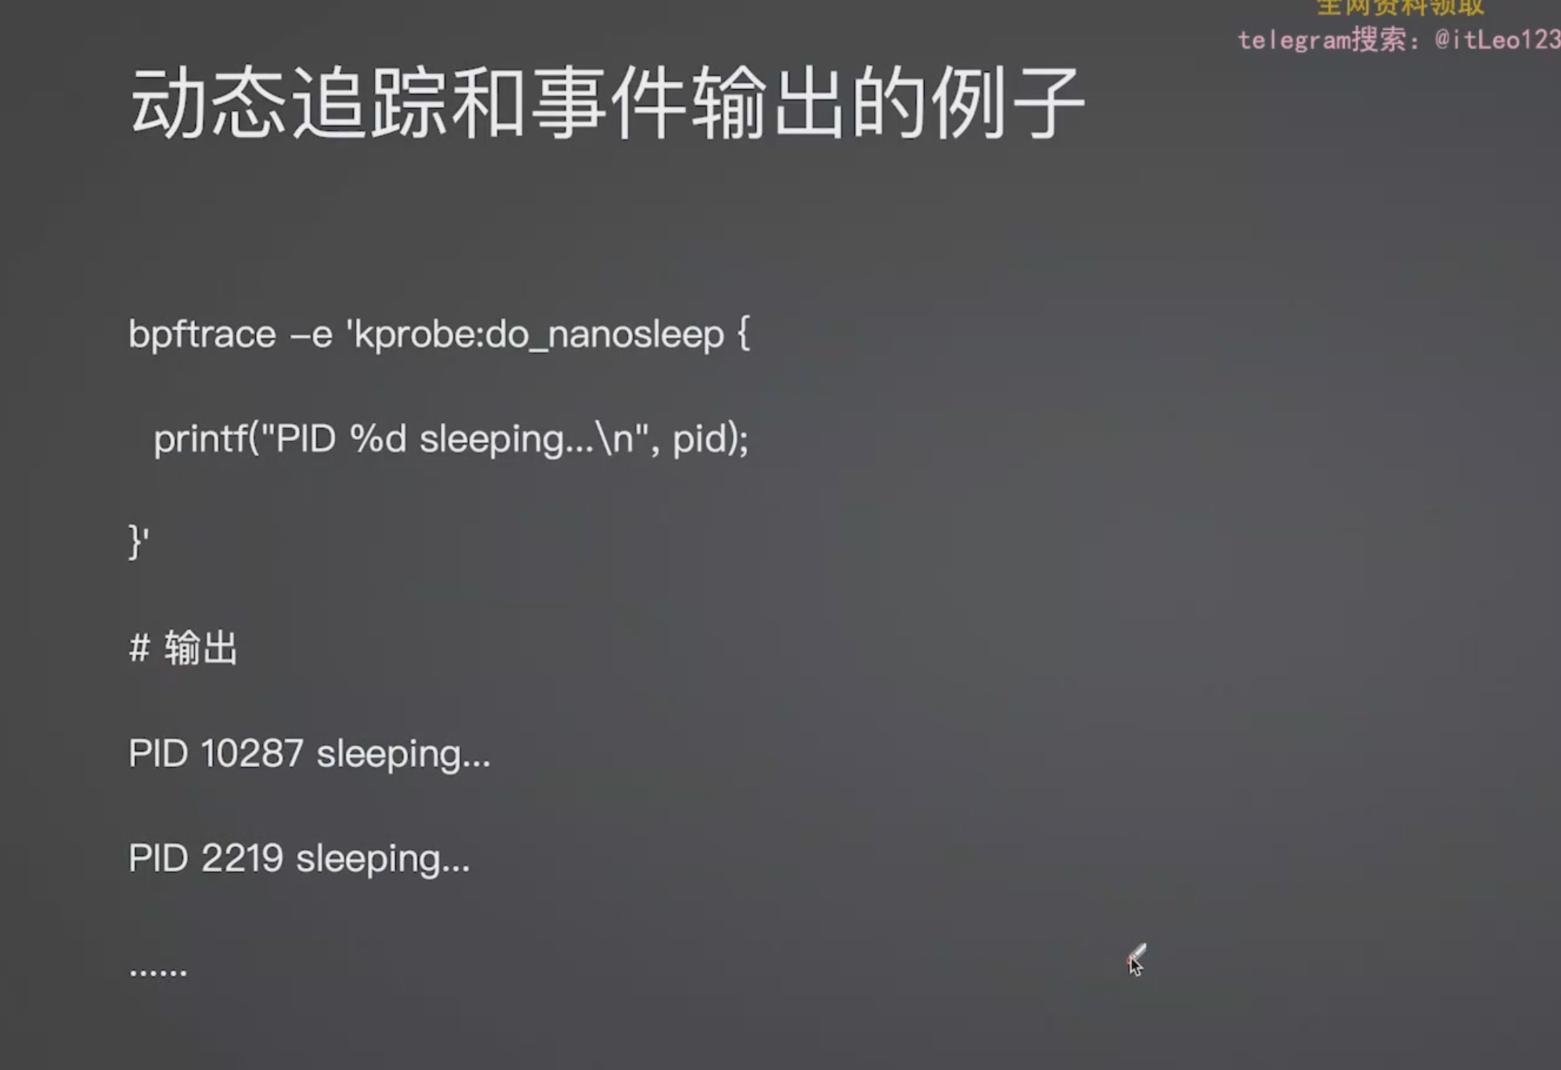 全网资料领取
telegram搜索：@itLeo123
动态追踪和事件输出的例子
bpftrace –e 'kprobe:do_nanosleep {
printf("PID %d sleeping...\n", pid);
}'
# 输出
PID 10287 sleeping...
PID 2219 sleeping...
......